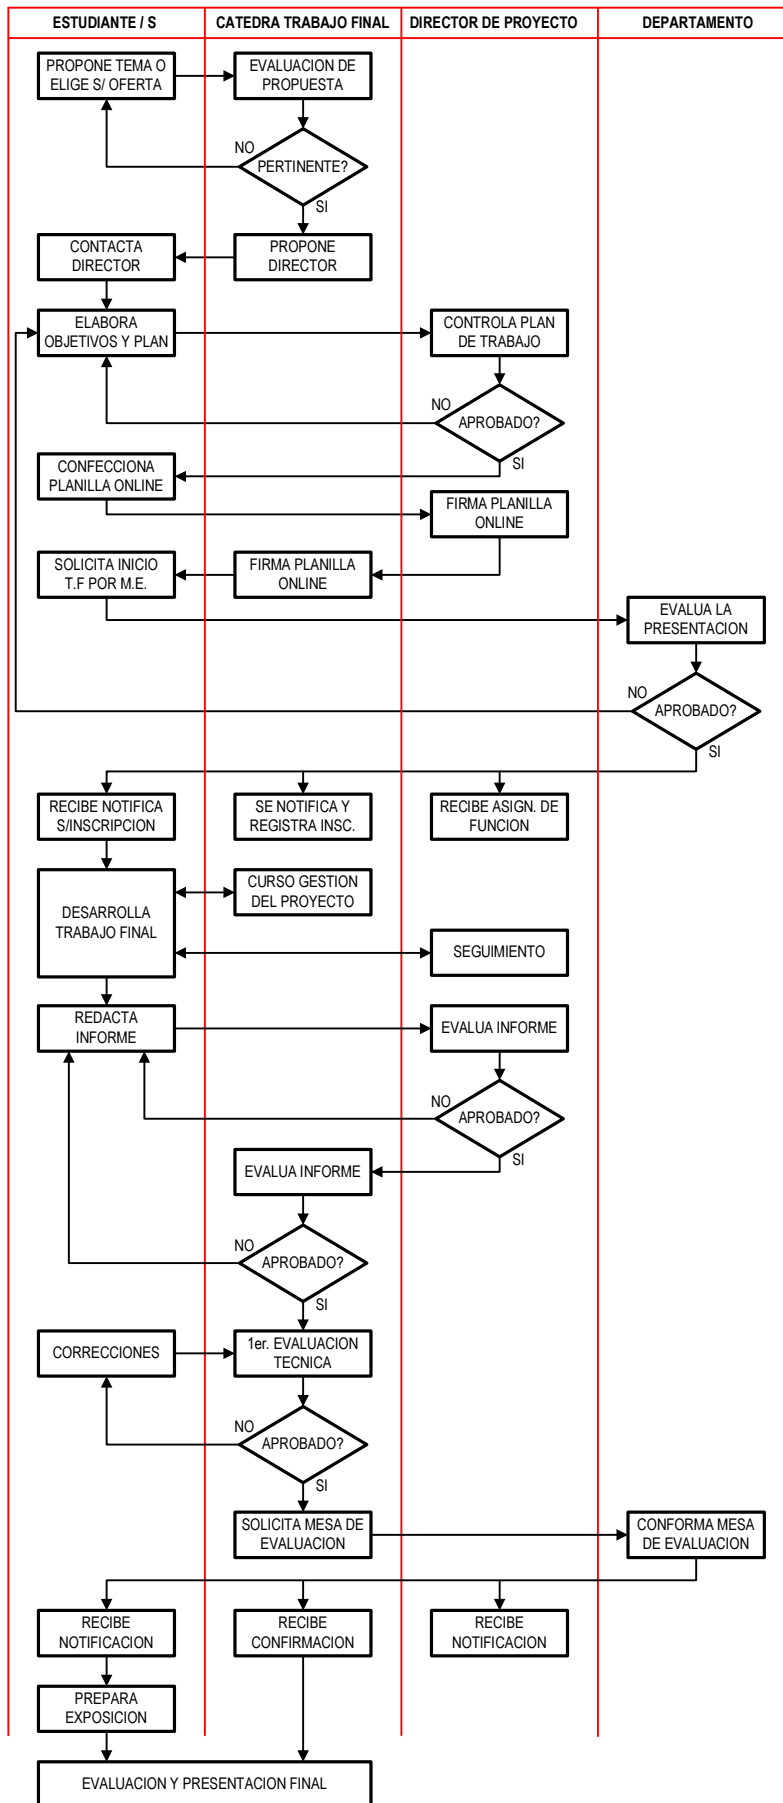 ESTUDIANTE / S
CATEDRA TRABAJO FINAL
DIRECTOR DE PROYECTO
DEPARTAMENTO
PROPONE TEMA O
ELIGE S/ OFERTA
EVALUACION DE
PROPUESTA
NO
PERTINENTE?
SI
CONTACTA
DIRECTOR
PROPONE
DIRECTOR
ELABORA
OBJETIVOS Y PLAN
CONTROLA PLAN
DE TRABAJO
NO
APROBADO?
SI
CONFECCIONA
PLANILLA ONLINE
FIRMA PLANILLA
ONLINE
SOLICITA INICIO
T.F POR M.E.
FIRMA PLANILLA
ONLINE
EVALUA LA
PRESENTACION
NO
APROBADO?
SI
RECIBE NOTIFICA
S/INSCRIPCION
SE NOTIFICA Y
REGISTRA INSC.
RECIBE ASIGN. DE
FUNCION
DESARROLLA
TRABAJO FINAL
CURSO GESTION
DEL PROYECTO
SEGUIMIENTO
REDACTA
INFORME
EVALUA INFORME
NO
APROBADO?
SI
EVALUA INFORME
NO
APROBADO?
SI
CORRECCIONES
1er. EVALUACION
TECNICA
NO
APROBADO?
SI
SOLICITA MESA DE
EVALUACION
CONFORMA MESA
DE EVALUACION
RECIBE
NOTIFICACION
RECIBE
CONFIRMACION
RECIBE
NOTIFICACION
PREPARA
EXPOSICION
EVALUACION Y PRESENTACION FINAL